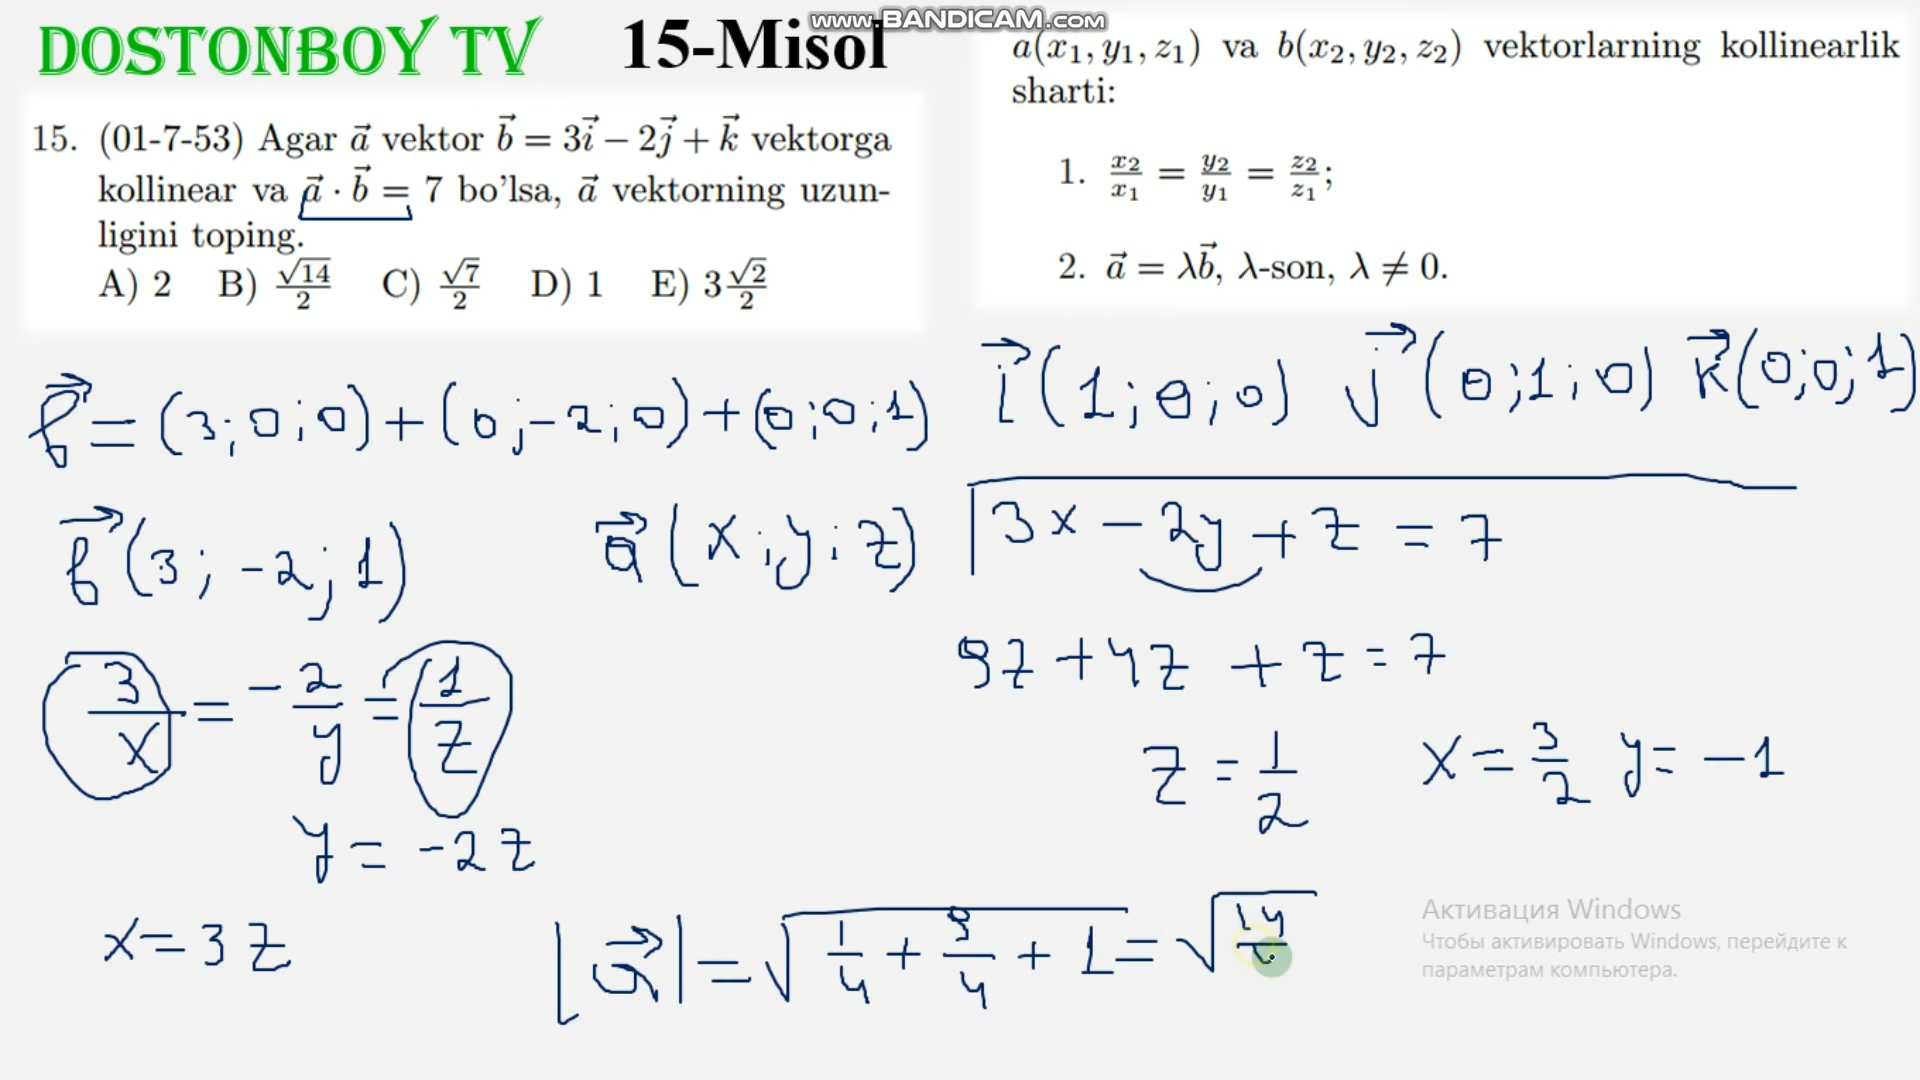 www.BANDICAM.com
DOSTONBOY TV
15-Misol
15. (01-7-53) Agar a⃗ vektor b⃗ = 3i⃗ − 2j⃗ + k⃗ vektorga
kollinear va a⃗ · b⃗ = 7 bo'lsa, a⃗ vektorning uzun-
ligini toping.
A) 2 B) √14/2 C) √7/2 D) 1 E) 3√2/2
a(x₁, y₁, z₁) va b(x₂, y₂, z₂) vektorlarning kollinearlik
sharti:
1. x₂/x₁ = y₂/y₁ = z₂/z₁;
2. a⃗ = λb⃗, λ-son, λ ≠ 0.
i⃗(1;0;0) j⃗(0;1;0) k⃗(0;0;1)
b⃗ = (3;0;0)+(0;-2;0)+(0;0;1)
b⃗(3;-2;1) a⃗(x;y;z)
3x − 2y + z = 7
9z + 4z + z = 7
3/x = -2/y = 1/z
z = 1/2 x = 3/2 y = -1
y = -2z
x = 3z
|a⃗| = √(1/4 + 9/4 + 1) = √14
Активация Windows
Чтобы активировать Windows, перейдите к
параметрам компьютера.